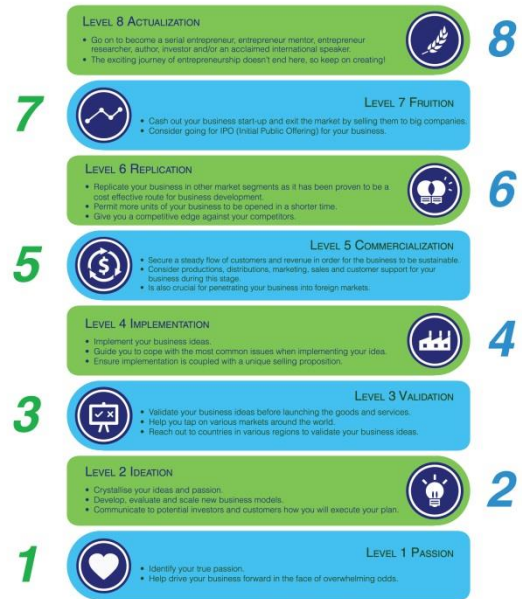 LEVEL 8 ACTUALIZATION
• Go on to become a serial entrepreneur, entrepreneur mentor, entrepreneur
researcher, author, investor and/or an acclaimed international speaker.
• The exciting journey of entrepreneurship doesn't end here, so keep on creating!
8
7
LEVEL 7 FRUITION
• Cash out your business start-up and exit the market by selling them to big companies.
• Consider going for IPO (Initial Public Offering) for your business.
LEVEL 6 REPLICATION
• Replicate your business in other market segments as it has been proven to be a
cost effective route for business development.
• Permit more units of your business to be opened in a shorter time.
• Give you a competitive edge against your competitors.
6
5
$
LEVEL 5 COMMERCIALIZATION
• Secure a steady flow of customers and revenue in order for the business to be sustainable.
• Consider productions, distributions, marketing, sales and customer support for your
business during this stage.
• Is also crucial for penetrating your business into foreign markets.
LEVEL 4 IMPLEMENTATION
• Implement your business ideas.
• Guide you to cope with the most common issues when implementing your idea.
• Ensure implementation is coupled with a unique selling proposition.
4
3
LEVEL 3 VALIDATION
• Validate your business ideas before launching the goods and services.
• Help you tap on various markets around the world.
• Reach out to countries in various regions to validate your business ideas.
LEVEL 2 IDEATION
• Crystallise your ideas and passion.
• Develop, evaluate and scale new business models.
• Communicate to potential investors and customers how you will execute your plan.
2
1
LEVEL 1 PASSION
• Identify your true passion.
• Help drive your business forward in the face of overwhelming odds.